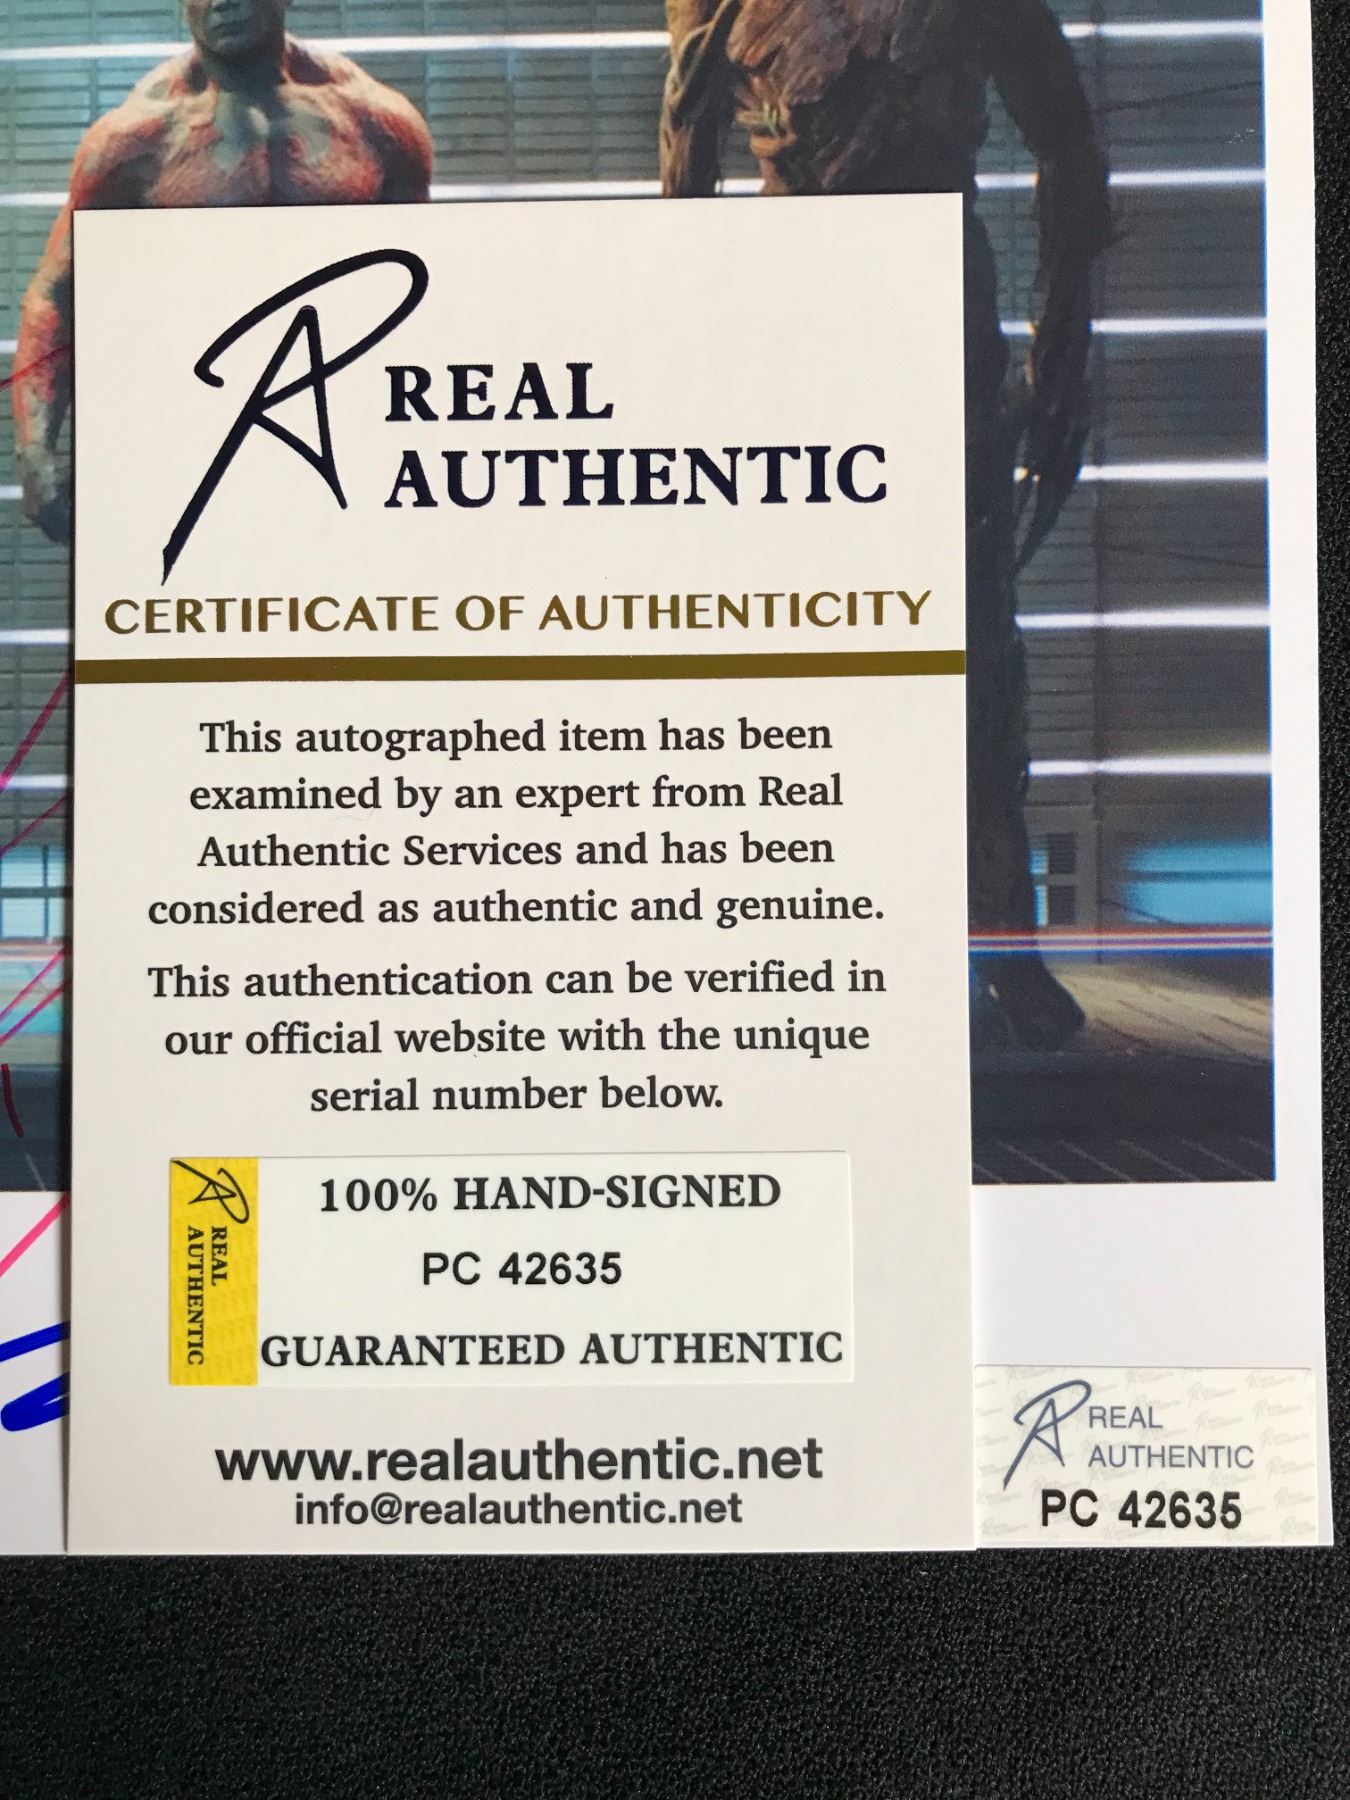 REAL
AUTHENTIC
CERTIFICATE OF AUTHENTICITY
This autographed item has been
examined by an expert from Real
Authentic Services and has been
considered as authentic and genuine.
This authentication can be verified in
our official website with the unique
serial number below.
REAL
AUTHENTIC
100% HAND-SIGNED
PC 42635
GUARANTEED AUTHENTIC
www.realauthentic.net
info@realauthentic.net
REAL
AUTHENTIC
PC 42635